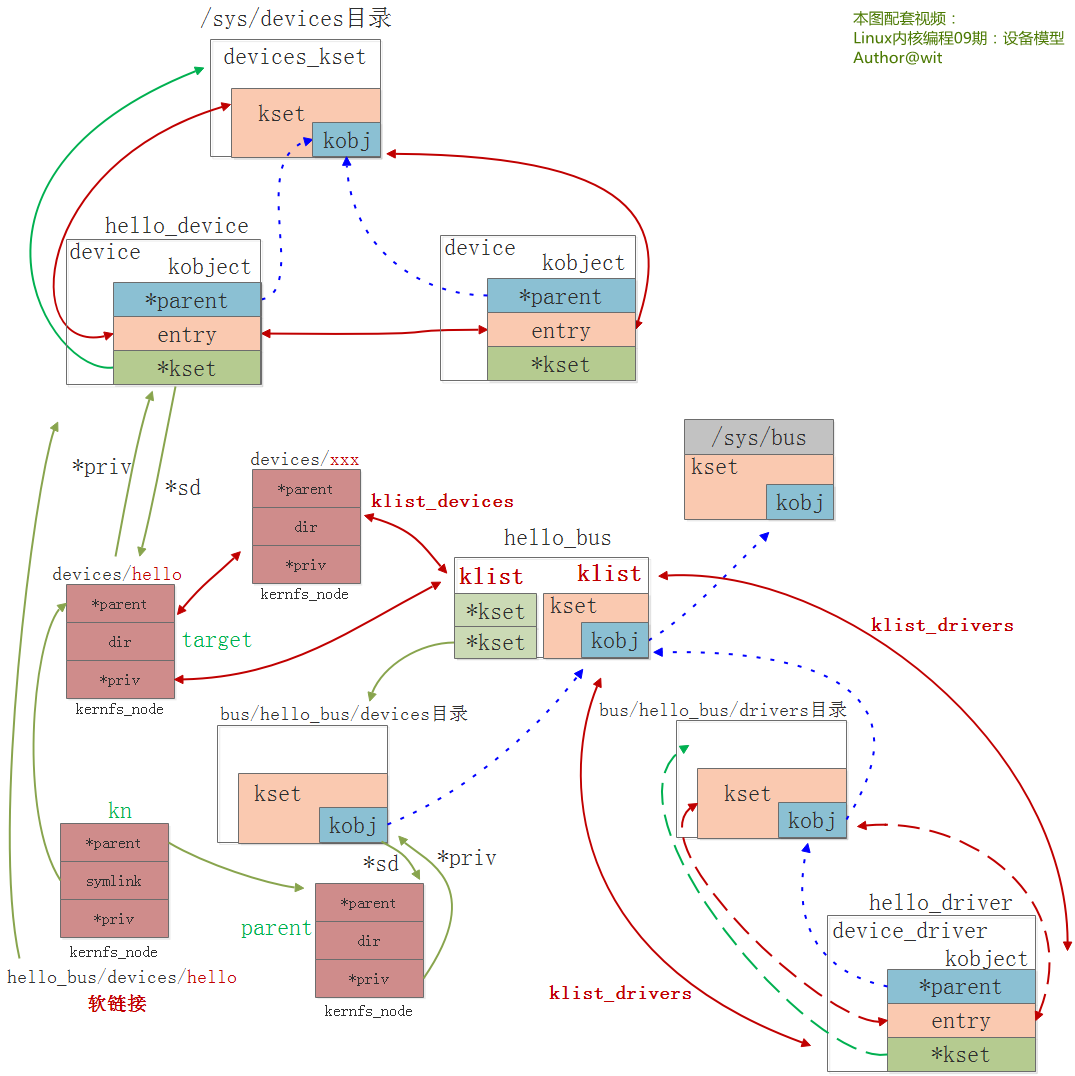 /sys/devices目录
本图配套视频：
Linux内核编程09期：设备模型
Author@wit
devices_kset
kset
kobj
hello_device
device
kobject
*parent
entry
*kset
device
kobject
*parent
entry
*kset
*priv
*sd
/sys/bus
kset
kobj
devices/xxx
*parent
dir
*priv
kernfs_node
klist_devices
hello_bus
klist
klist
*kset
*kset
kset
kobj
klist_drivers
devices/hello
*parent
dir
*priv
kernfs_node
target
bus/hello_bus/devices目录
kset
kobj
bus/hello_bus/drivers目录
kset
kobj
kn
*parent
symlink
*priv
kernfs_node
hello_bus/devices/hello
软链接
*sd
*priv
parent
*parent
dir
*priv
kernfs_node
klist_drivers
hello_driver
device_driver
kobject
*parent
entry
*kset